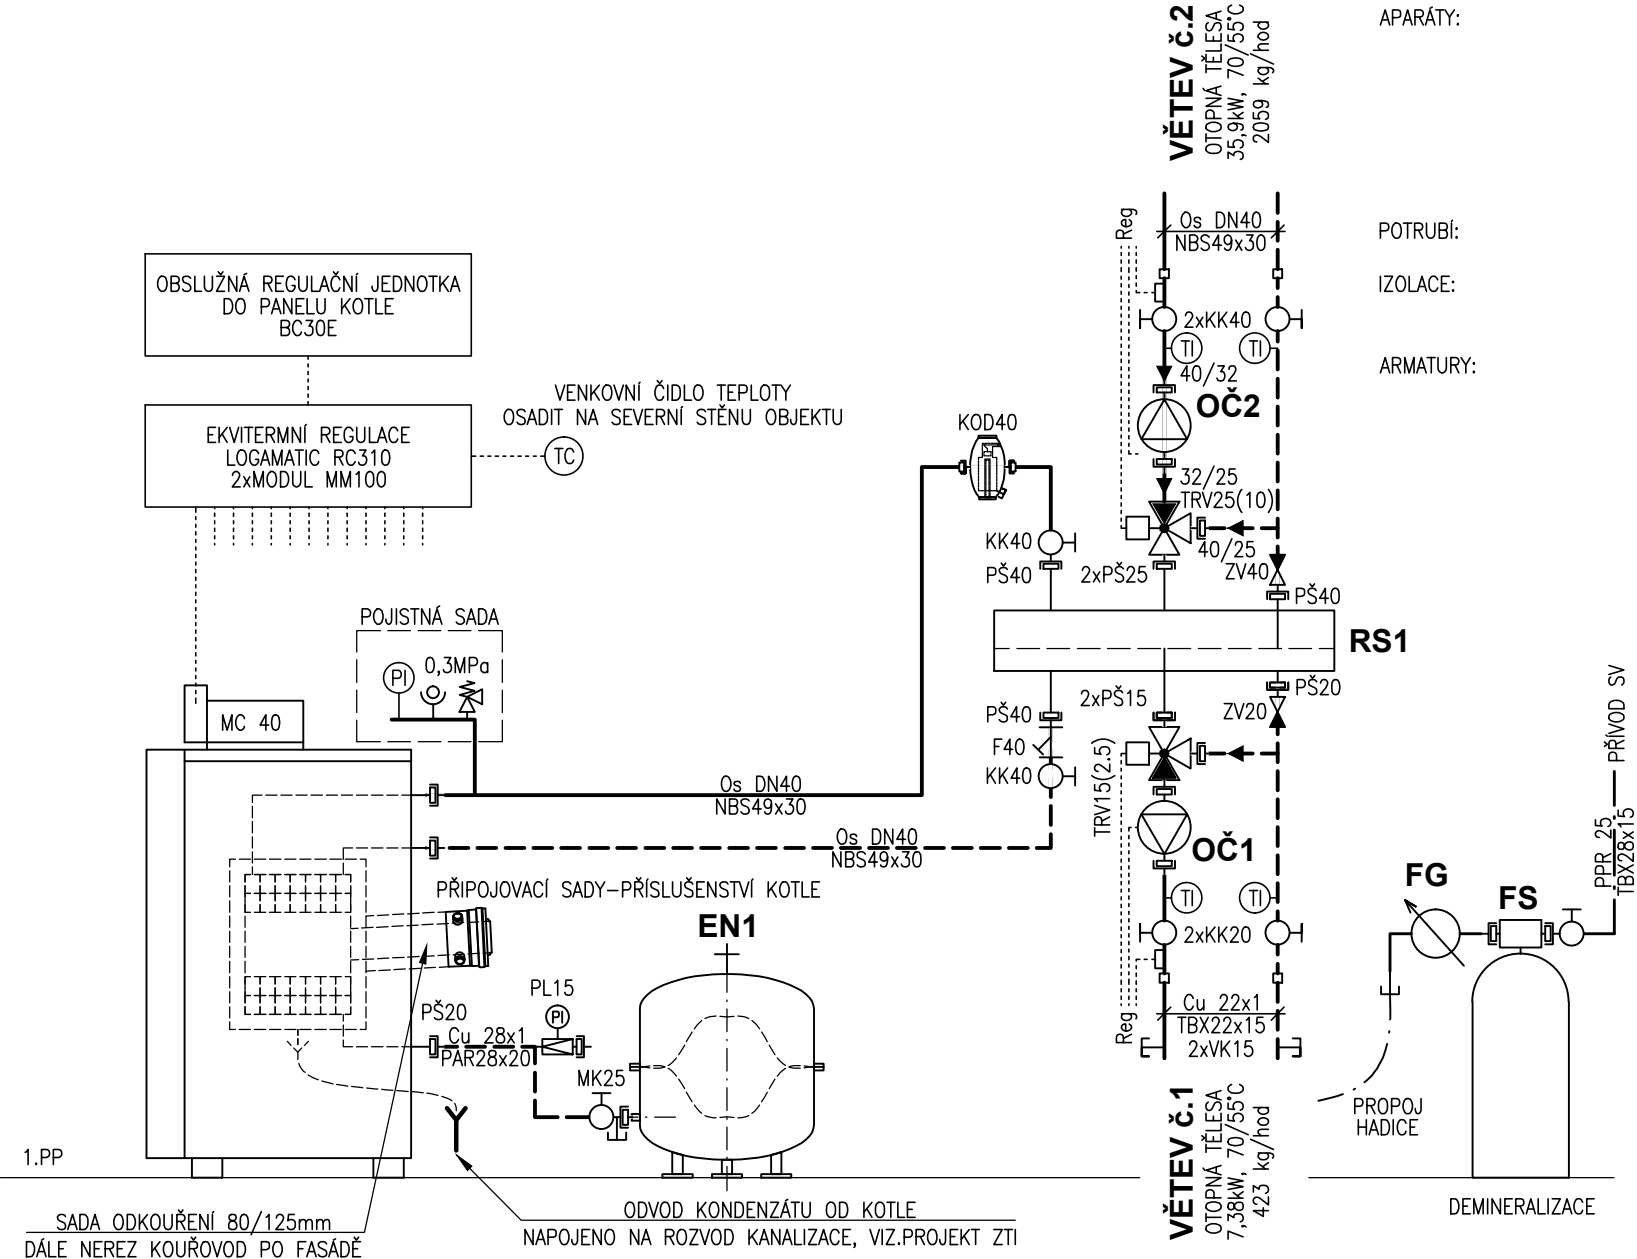 VĚTEV č.2
OTOPNÁ TĚLESA
35,9kW, 70/55°C
2059 kg/hod
APARÁTY:
POTRUBÍ:
IZOLACE:
ARMATURY:
Reg
Os DN40
NBS49x30
2xKK40
TI
TI
40/32
OČ2
32/25
TRV25(10)
40/25
ZV40
2xPŠ25
PŠ40
OBSLUŽNÁ REGULAČNÍ JEDNOTKA
DO PANELU KOTLE
BC30E
EKVITERMNÍ REGULACE
LOGAMATIC RC310
2xMODUL MM100
VENKOVNÍ ČIDLO TEPLOTY
OSADIT NA SEVERNÍ STĚNU OBJEKTU
TC
KOD40
KK40
PŠ40
RS1
POJISTNÁ SADA
PI
0,3MPa
MC 40
PŠ40
F40
KK40
2xPŠ15
PŠ20
ZV20
TRV15(2.5)
Os DN40
NBS49x30
Os DN40
NBS49x30
OČ1
TI
TI
2xKK20
Reg
Cu 22x1
TBX22x15
2xVK15
VĚTEV č.1
OTOPNÁ TĚLESA
7,38kW, 70/55°C
423 kg/hod
PŘIPOJOVACÍ SADY-PŘÍSLUŠENSTVÍ KOTLE
EN1
PL15
PI
PŠ20
Cu 28x1
PAR28x20
MK25
FG
FS
PPR 25
TBX28x15
PŘÍVOD SV
PROPOJ
HADICE
DEMINERALIZACE
1.PP
SADA ODKOUŘENÍ 80/125mm
DÁLE NEREZ KOUŘOVOD PO FASÁDĚ
ODVOD KONDENZÁTU OD KOTLE
NAPOJENO NA ROZVOD KANALIZACE, VIZ.PROJEKT ZTI